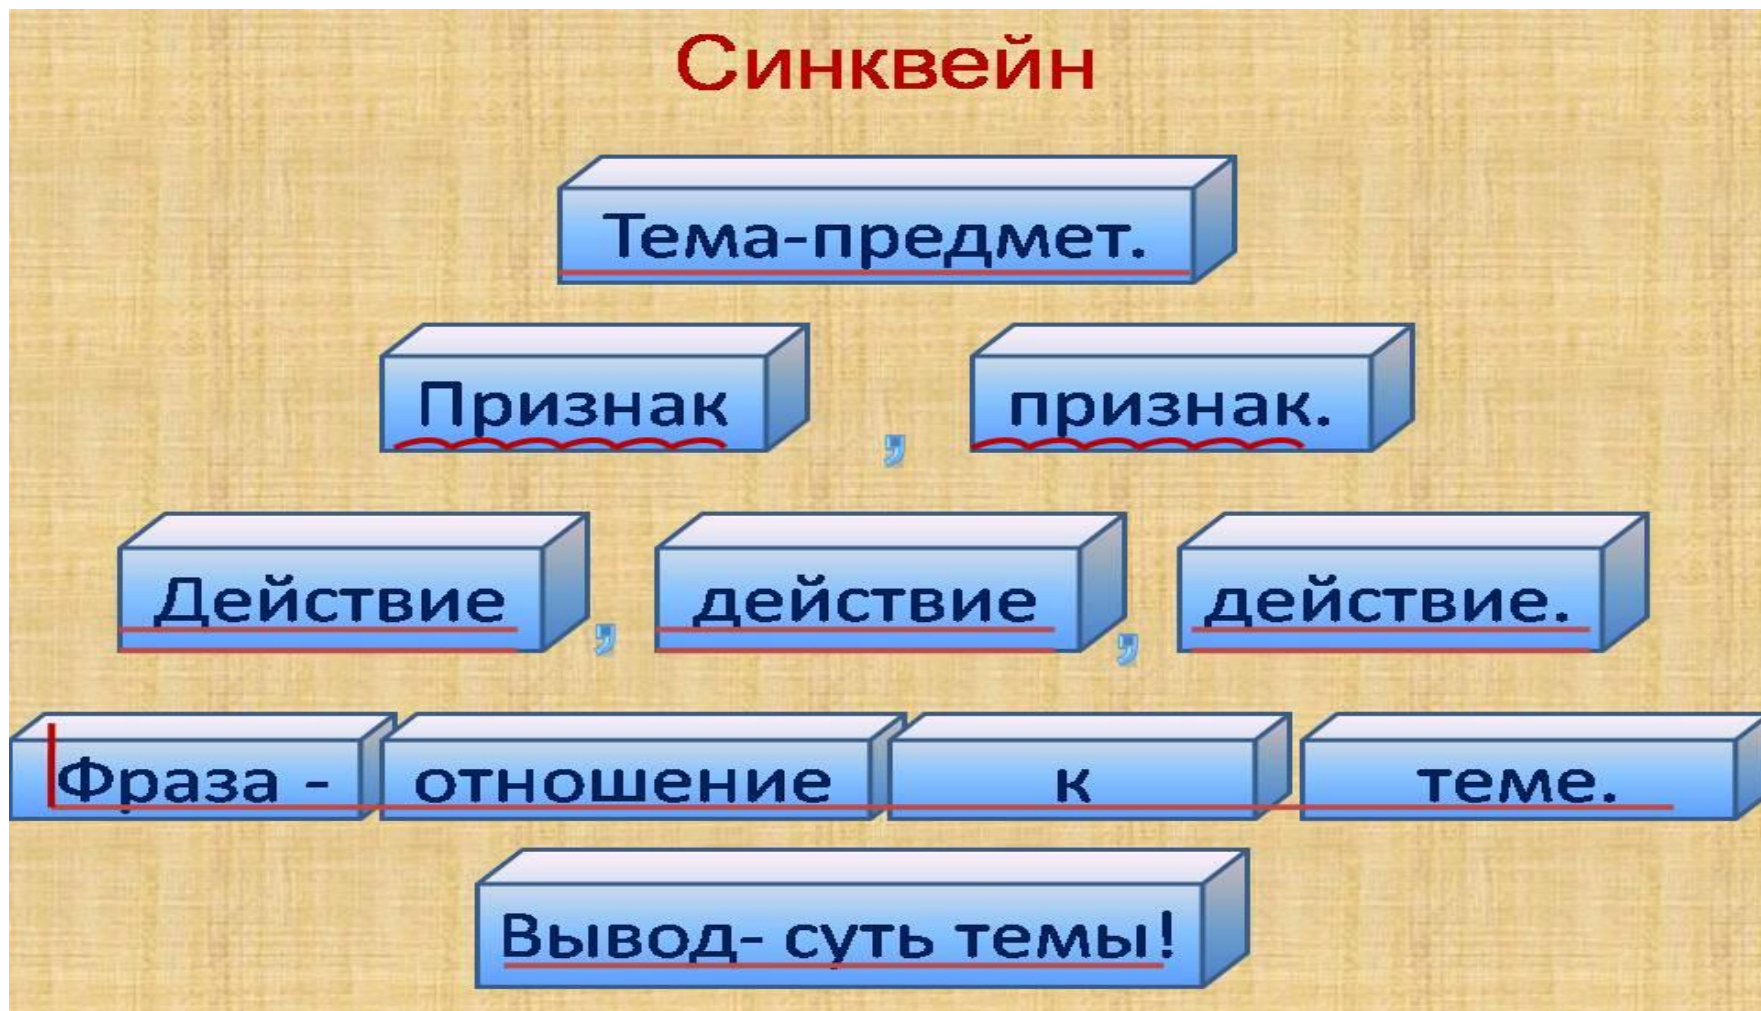 Синквейн
Тема-предмет.
Признак , признак.
Действие , действие , действие.
Фраза - отношение к теме.
Вывод- суть темы!